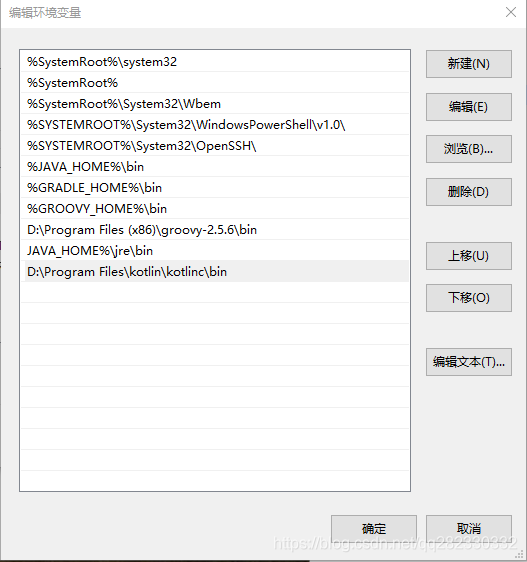 编辑环境变量
%SystemRoot%\system32
%SystemRoot%
%SystemRoot%\System32\Wbem
%SYSTEMROOT%\System32\WindowsPowerShell\v1.0\
%SYSTEMROOT%\System32\OpenSSH\
%JAVA_HOME%\bin
%GRADLE_HOME%\bin
%GROOVY_HOME%\bin
D:\Program Files (x86)\groovy-2.5.6\bin
JAVA_HOME%\jre\bin
D:\Program Files\kotlin\kotlinc\bin
新建(N)
编辑(E)
浏览(B)...
删除(D)
上移(U)
下移(O)
编辑文本(T)...
确定
取消
https://blog.csdn.net/qq282330332